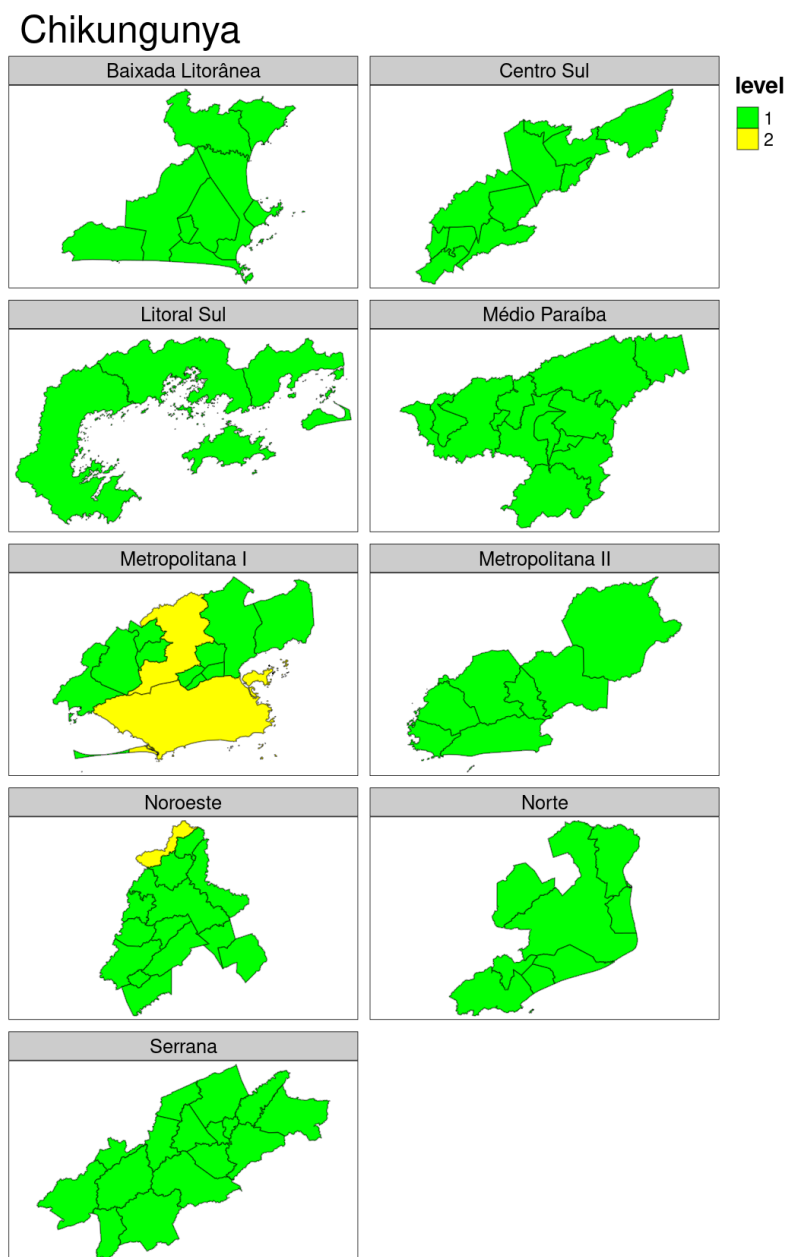 Chikungunya
Baixada Litorânea
Centro Sul
level
1
2
Litoral Sul
Médio Paraíba
Metropolitana I
Metropolitana II
Noroeste
Norte
Serrana